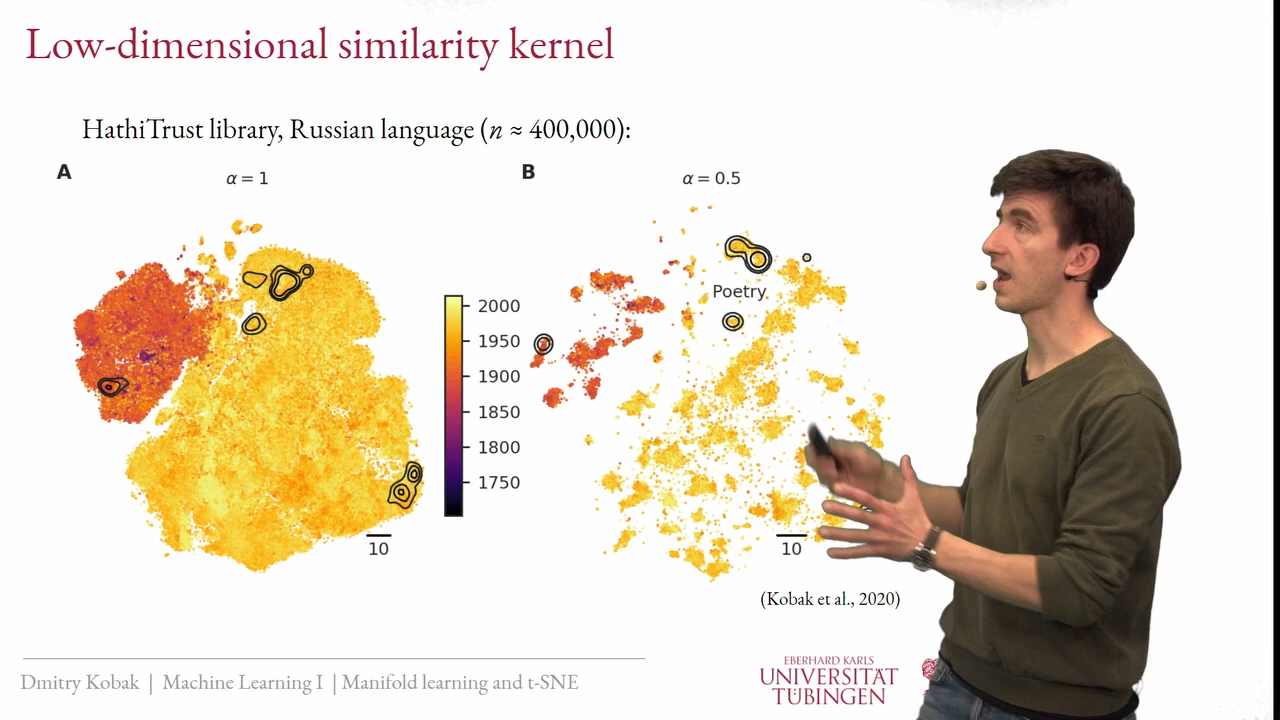 Low-dimensional similarity kernel
HathiTrust library, Russian language (n ≈ 400,000):
A
α = 1
B
α = 0.5
2000
1950
1900
1850
1800
1750
Poetry
10
10
(Kobak et al., 2020)
Dmitry Kobak | Machine Learning I | Manifold learning and t-SNE
EBERHARD KARLS
UNIVERSITÄT
TÜBINGEN